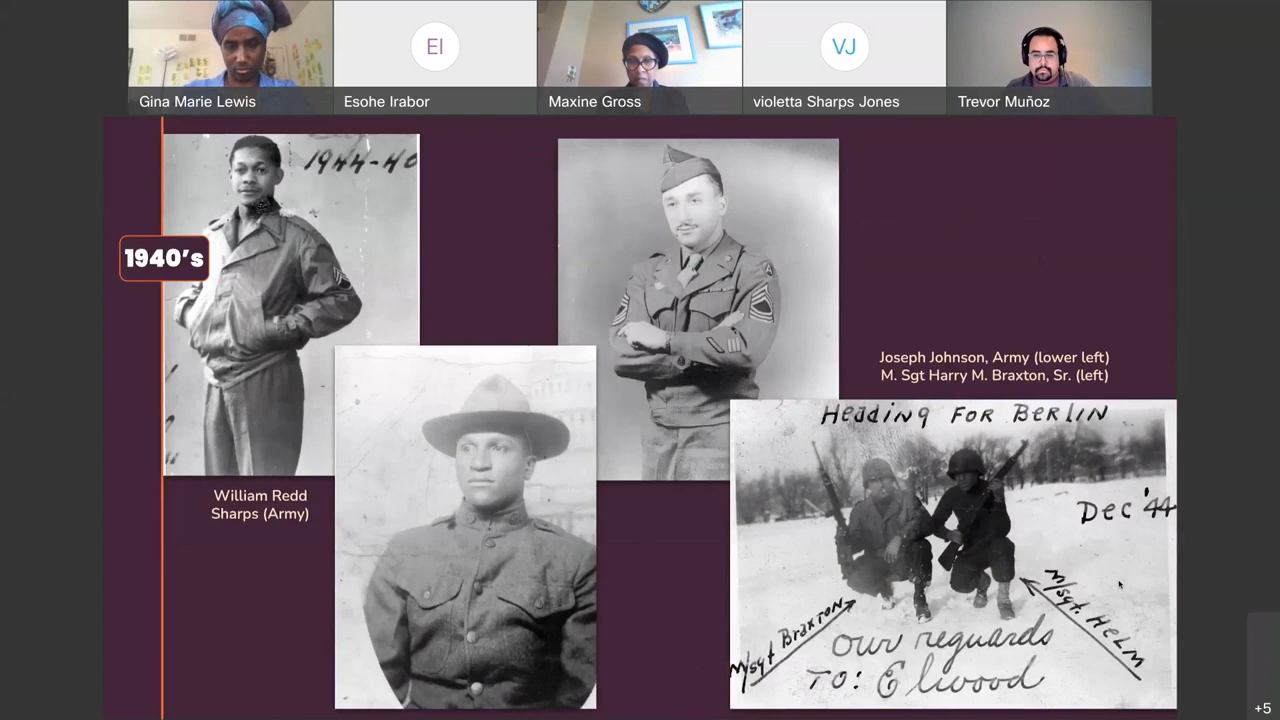 EI
VJ
Gina Marie Lewis
Esohe Irabor
Maxine Gross
violetta Sharps Jones
Trevor Muñoz
1944-40
1940's
Joseph Johnson, Army (lower left)
M. Sgt Harry M. Braxton, Sr. (left)
HeadiNg FOR BERLIN
Dec '44
William Redd
Sharps (Army)
M/sgt Braxton
M/sgt. HELM
our reguards
TO: Elwood
+5